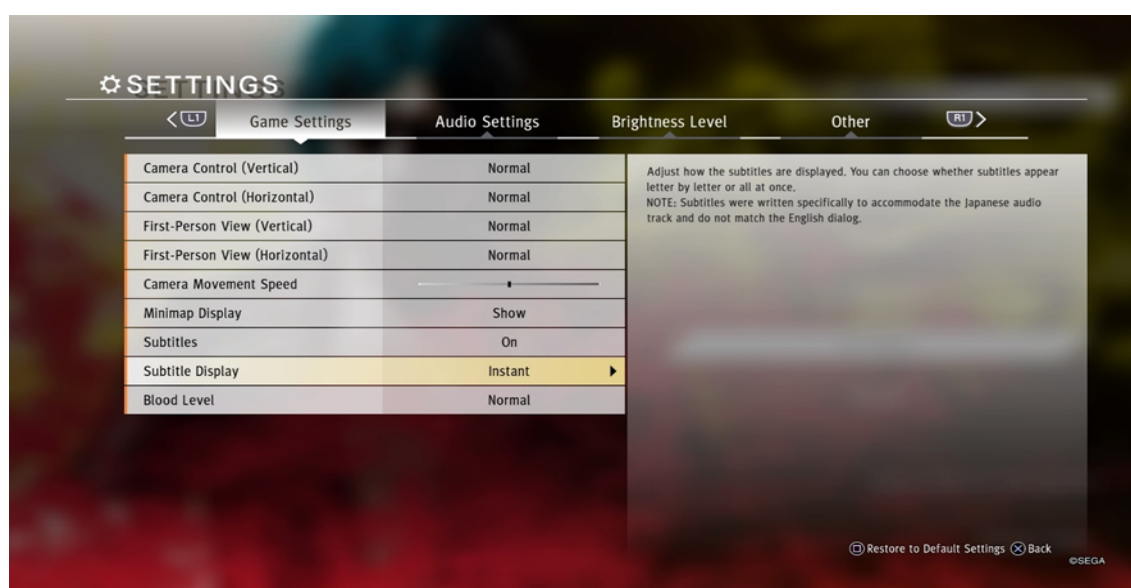 SETTINGS
L1 Game Settings Audio Settings Brightness Level Other R1
Camera Control (Vertical) Normal
Camera Control (Horizontal) Normal
First-Person View (Vertical) Normal
First-Person View (Horizontal) Normal
Camera Movement Speed
Minimap Display Show
Subtitles On
Subtitle Display Instant
Blood Level Normal
Adjust how the subtitles are displayed. You can choose whether subtitles appear
letter by letter or all at once.
NOTE: Subtitles were written specifically to accommodate the Japanese audio
track and do not match the English dialog.
Restore to Default Settings Back
©SEGA